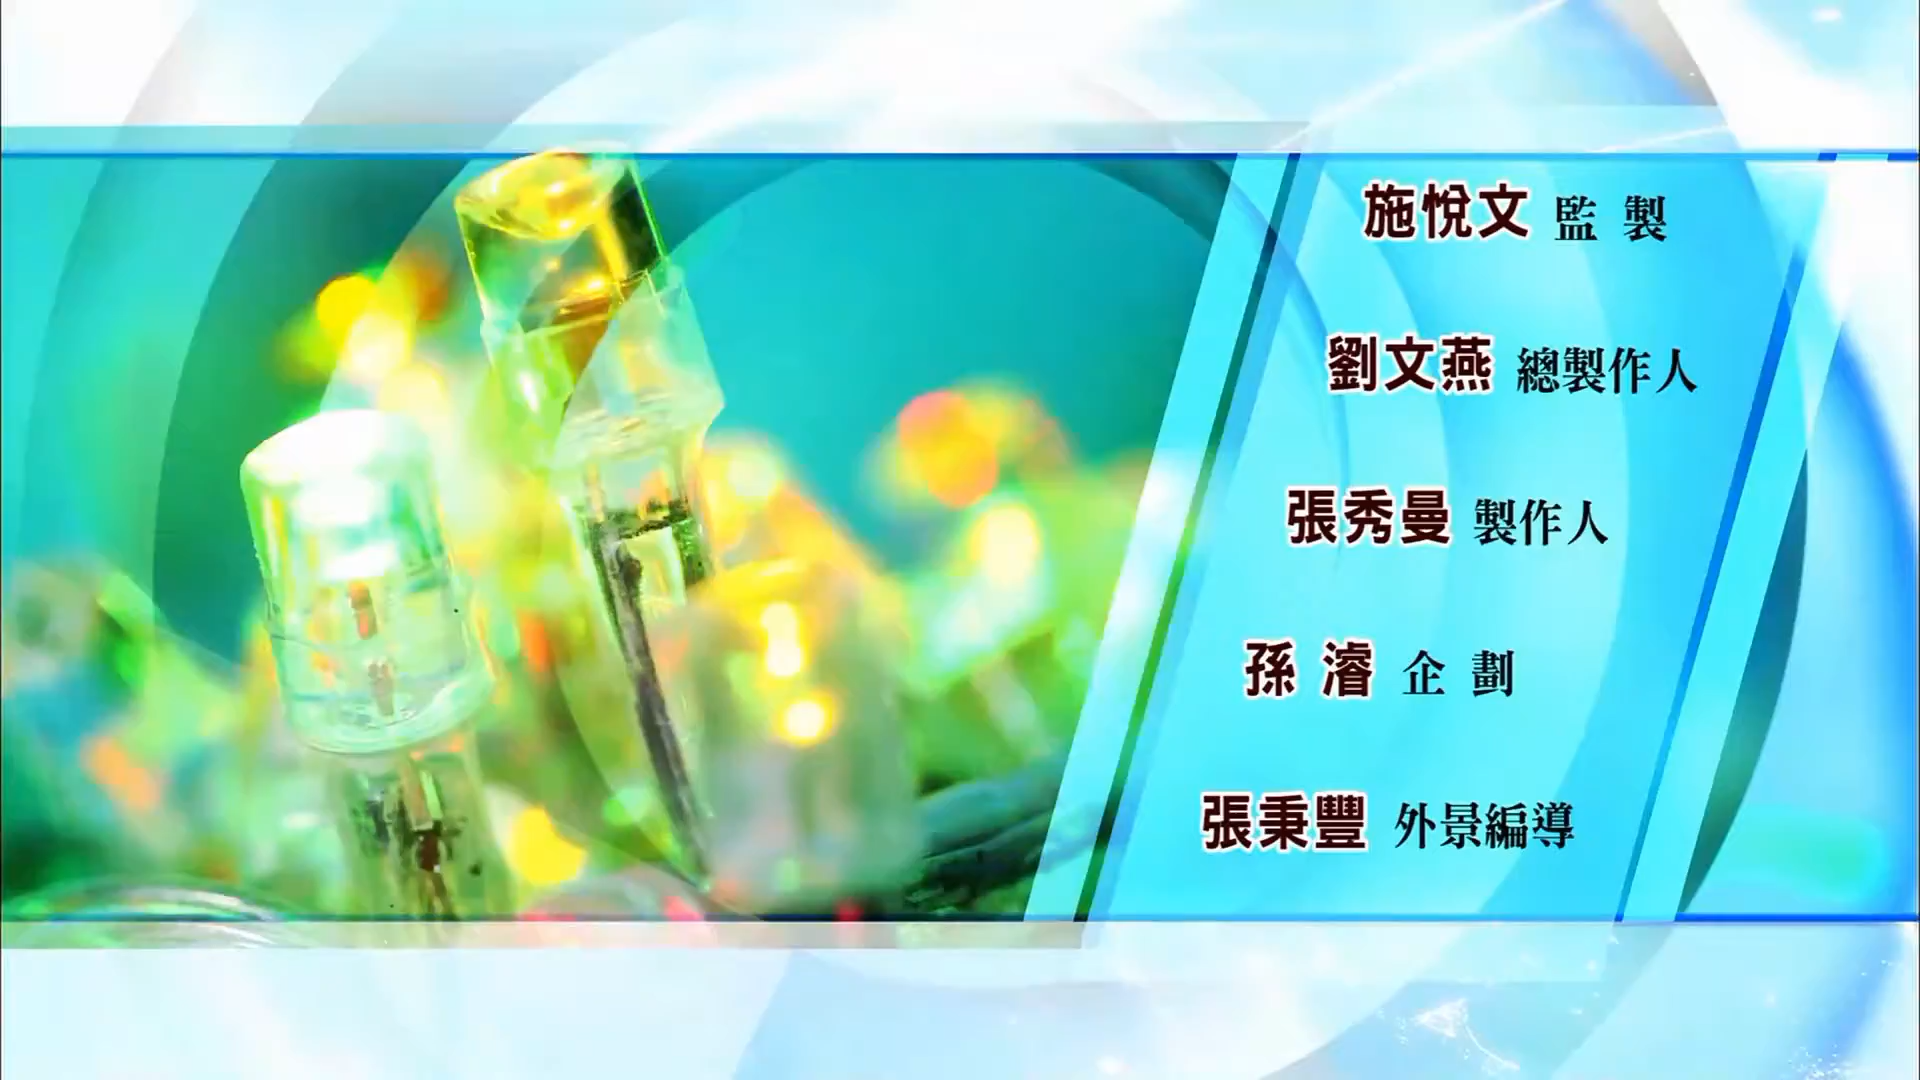 施悅文 監 製
劉文燕 總製作人
張秀曼 製作人
孫 濬 企 劃
張秉豐 外景編導